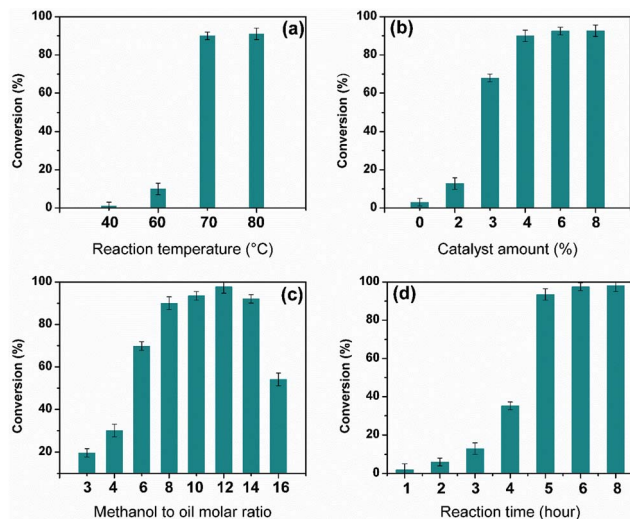 (a)
Conversion (%)
100
80
60
40
20
0
40 60 70 80
Reaction temperature (°C)
(b)
Conversion (%)
100
80
60
40
20
0
0 2 3 4 6 8
Catalyst amount (%)
(c)
Conversion (%)
100
80
60
40
20
3 4 6 8 10 12 14 16
Methanol to oil molar ratio
(d)
Conversion (%)
100
80
60
40
20
0
1 2 3 4 5 6 8
Reaction time (hour)